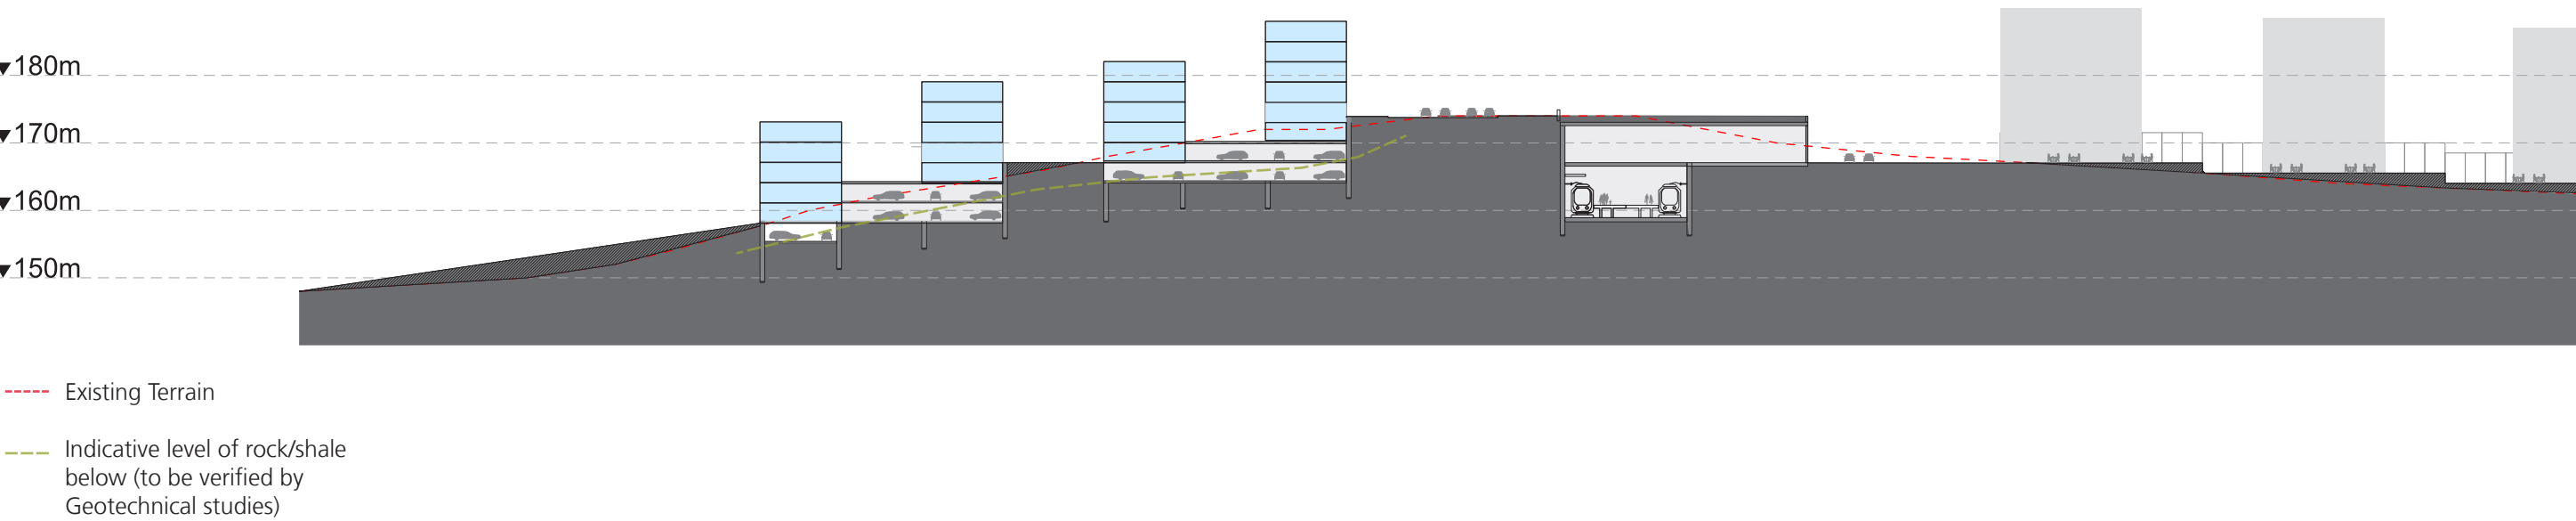 ▼180m
▼170m
▼160m
▼150m
Existing Terrain
Indicative level of rock/shale
below (to be verified by
Geotechnical studies)